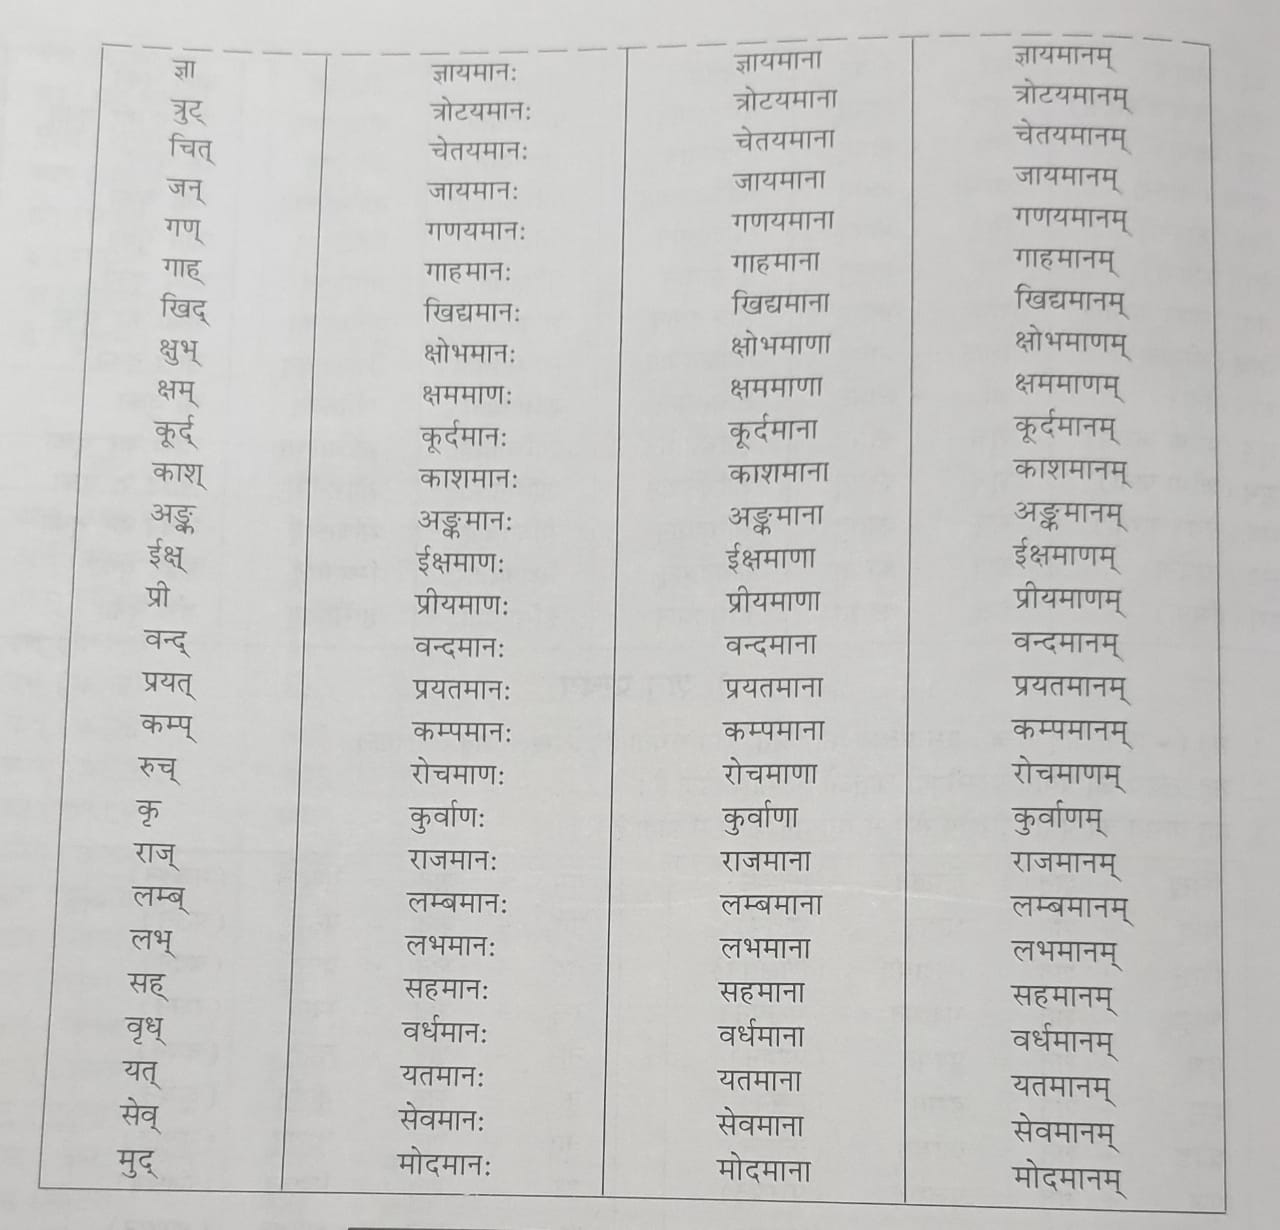 ज्ञा ज्ञायमानः ज्ञायमाना ज्ञायमानम्
त्रुट् त्रोटयमानः त्रोटयमाना त्रोटयमानम्
चित् चेतयमानः चेतयमाना चेतयमानम्
जन् जायमानः जायमाना जायमानम्
गण् गणयमानः गणयमाना गणयमानम्
गाह् गाहमानः गाहमाना गाहमानम्
खिद् खिद्यमानः खिद्यमाना खिद्यमानम्
क्षुभ् क्षोभमानः क्षोभमाणा क्षोभमाणम्
क्षम् क्षममाणः क्षममाणा क्षममाणम्
कूर्द् कूर्दमानः कूर्दमाना कूर्दमानम्
काश् काशमानः काशमाना काशमानम्
अङ्क अङ्कमानः अङ्कमाना अङ्कमानम्
ईक्ष् ईक्षमाणः ईक्षमाणा ईक्षमाणम्
प्री प्रीयमाणः प्रीयमाणा प्रीयमाणम्
वन्द् वन्दमानः वन्दमाना वन्दमानम्
प्रयत् प्रयतमानः प्रयतमाना प्रयतमानम्
कम्प् कम्पमानः कम्पमाना कम्पमानम्
रुच् रोचमाणः रोचमाणा रोचमाणम्
कृ कुर्वाणः कुर्वाणा कुर्वाणम्
राज् राजमानः राजमाना राजमानम्
लम्ब् लम्बमानः लम्बमाना लम्बमानम्
लभ् लभमानः लभमाना लभमानम्
सह् सहमानः सहमाना सहमानम्
वृध् वर्धमानः वर्धमाना वर्धमानम्
यत् यतमानः यतमाना यतमानम्
सेव् सेवमानः सेवमाना सेवमानम्
मुद् मोदमानः मोदमाना मोदमानम्